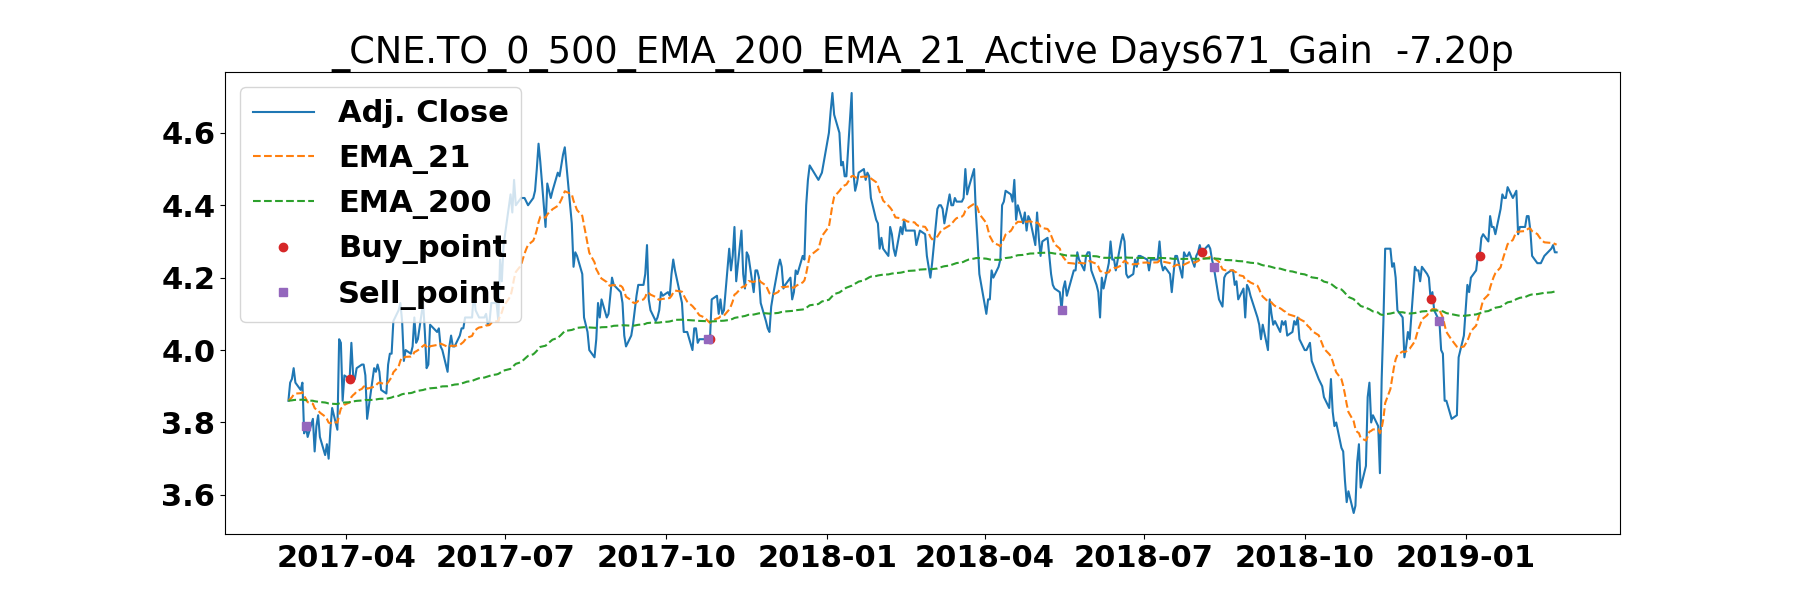 _CNE.TO_0_500_EMA_200_EMA_21_Active Days671_Gain  -7.20p
Adj. Close
EMA_21
EMA_200
Buy_point
Sell_point
4.6
4.4
4.2
4.0
3.8
3.6
2017-04 2017-07 2017-10 2018-01 2018-04 2018-07 2018-10 2019-01